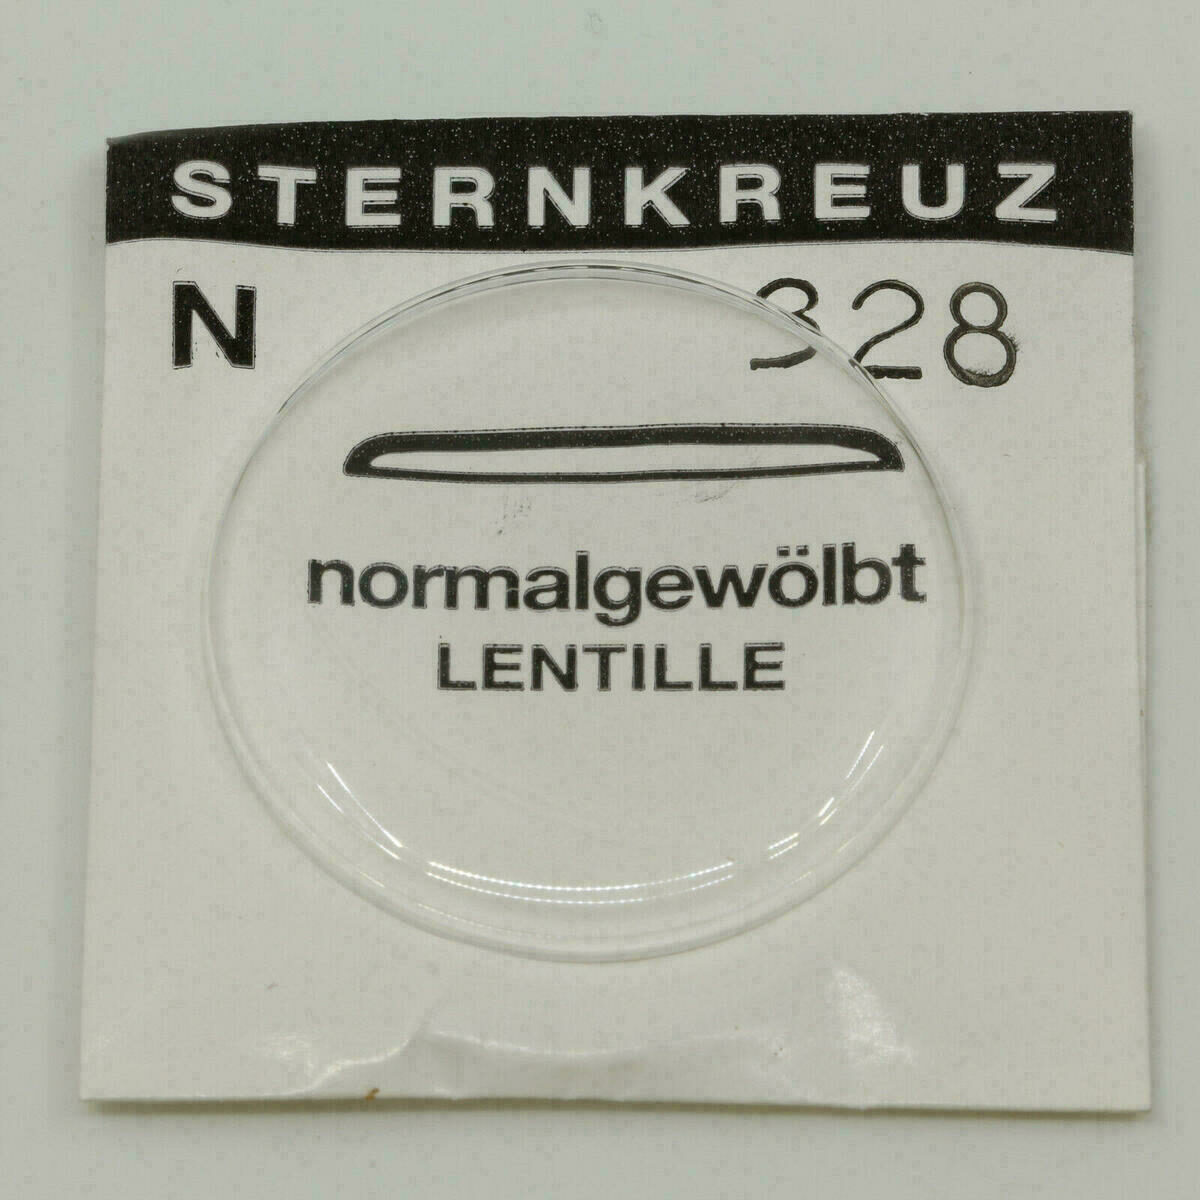 STERNKREUZ
N 328
normalgewölbt
LENTILLE